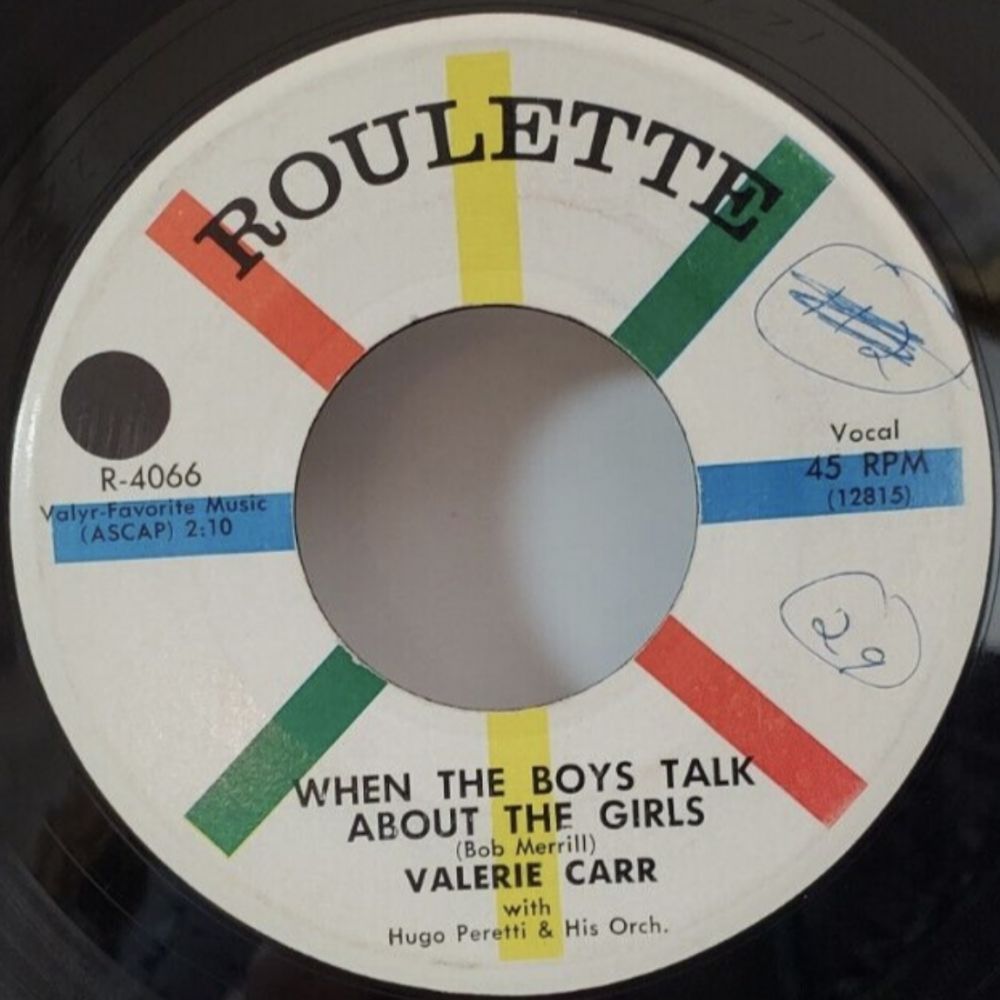 ROULETTE
R-4066
Valyr-Favorite Music
(ASCAP) 2:10
Vocal
45 RPM
(12815)
29
WHEN THE BOYS TALK
ABOUT THE GIRLS
(Bob Merrill)
VALERIE CARR
with
Hugo Peretti & His Orch.